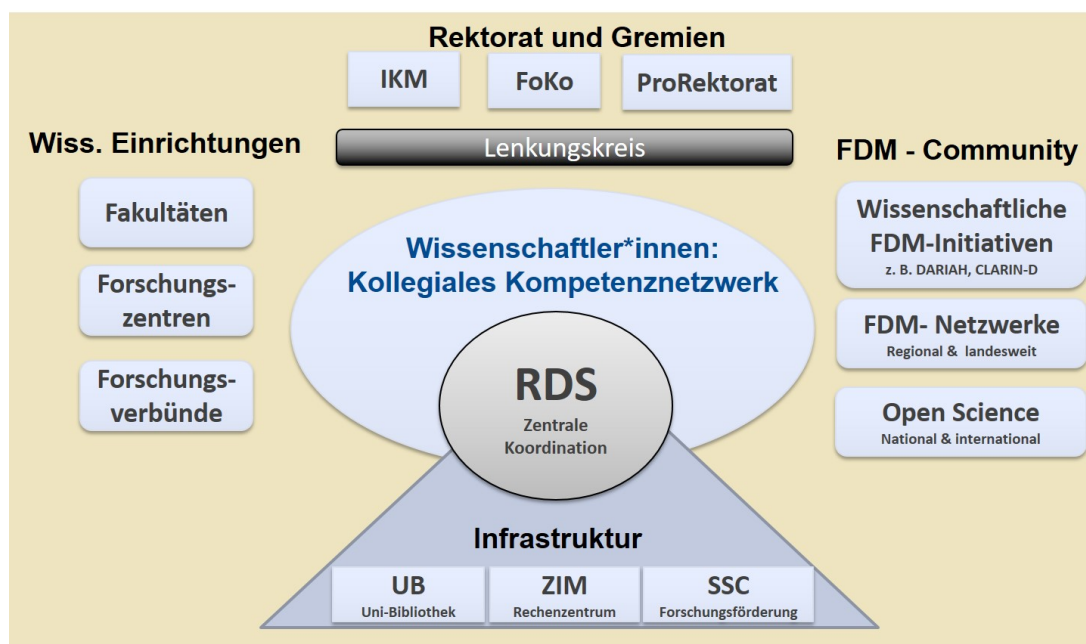 Rektorat und Gremien
IKM
FoKo
ProRektorat
Lenkungskreis
Wiss. Einrichtungen
Fakultäten
Forschungs-
zentren
Forschungs-
verbünde
Wissenschaftler*innen:
Kollegiales Kompetenznetzwerk
RDS
Zentrale
Koordination
FDM - Community
Wissenschaftliche
FDM-Initiativen
z. B. DARIAH, CLARIN-D
FDM- Netzwerke
Regional & landesweit
Open Science
National & international
Infrastruktur
UB
Uni-Bibliothek
ZIM
Rechenzentrum
SSC
Forschungsförderung